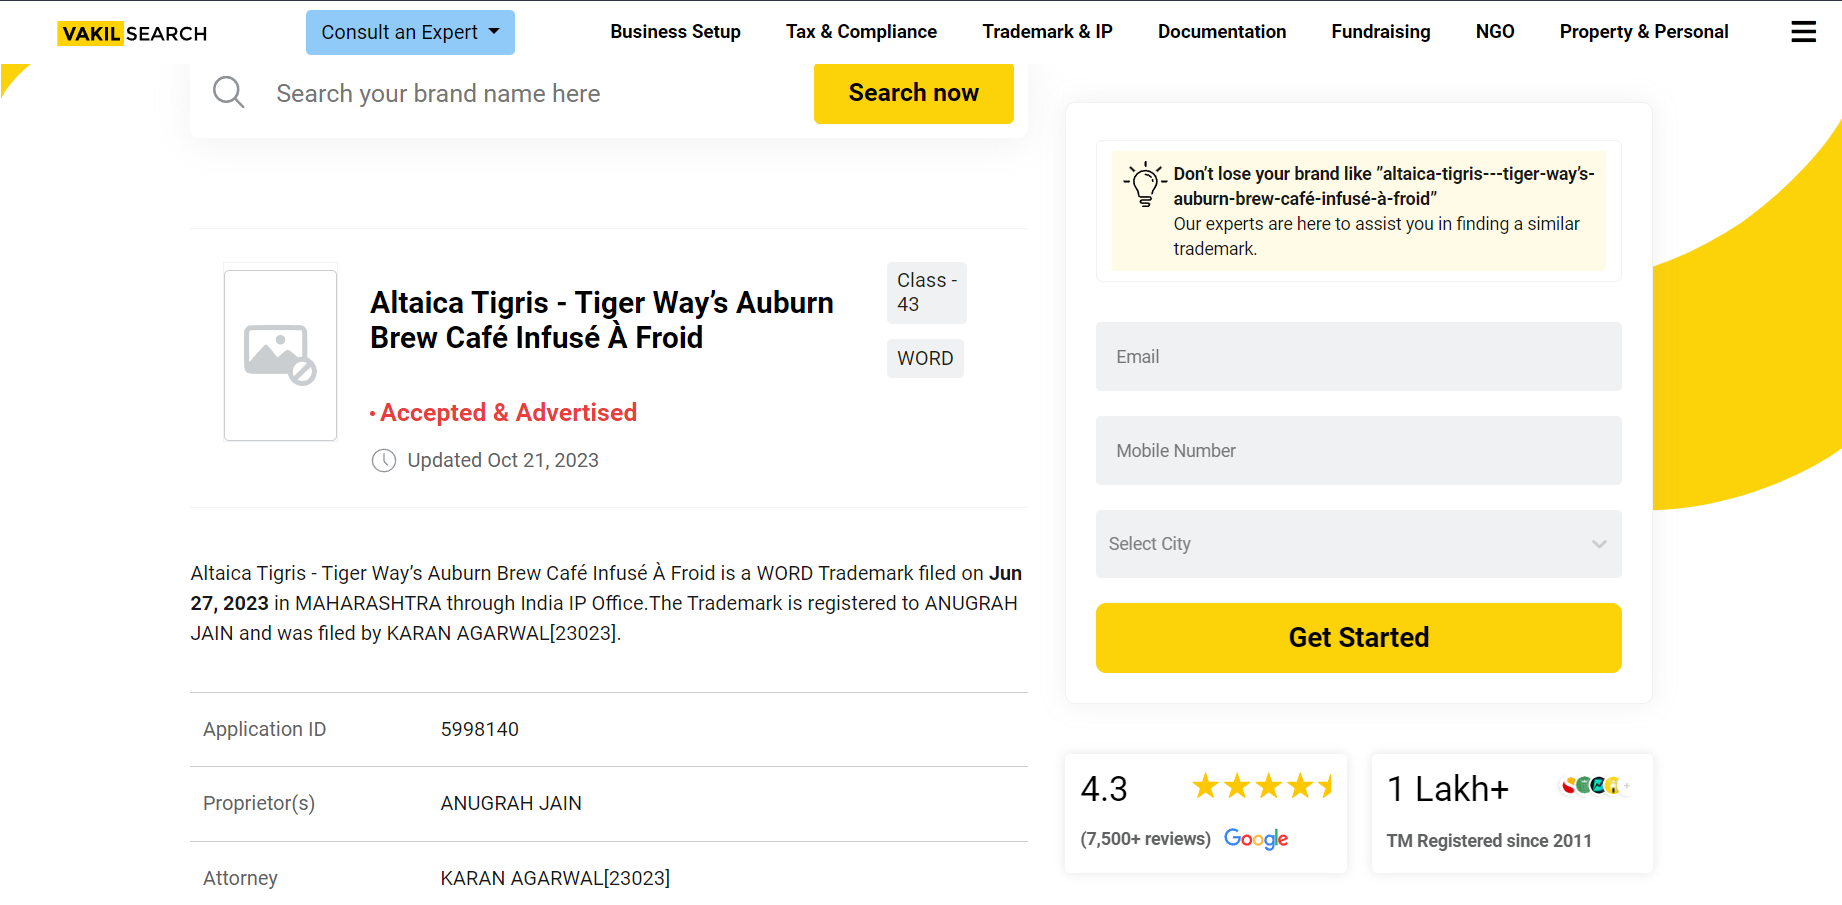 VAKILSEARCH
Consult an Expert
Business Setup
Tax & Compliance
Trademark & IP
Documentation
Fundraising
NGO
Property & Personal
Search your brand name here
Search now
Altaica Tigris - Tiger Way’s Auburn
Brew Café Infusé À Froid
Class -
43
WORD
• Accepted & Advertised
Updated Oct 21, 2023
Altaica Tigris - Tiger Way’s Auburn Brew Café Infusé À Froid is a WORD Trademark filed on Jun
27, 2023 in MAHARASHTRA through India IP Office.The Trademark is registered to ANUGRAH
JAIN and was filed by KARAN AGARWAL[23023].
Application ID 5998140
Proprietor(s) ANUGRAH JAIN
Attorney KARAN AGARWAL[23023]
Don’t lose your brand like ”altaica-tigris---tiger-way’s-
auburn-brew-café-infusé-à-froid”
Our experts are here to assist you in finding a similar
trademark.
Email
Mobile Number
Select City
Get Started
4.3
(7,500+ reviews) Google
1 Lakh+
TM Registered since 2011